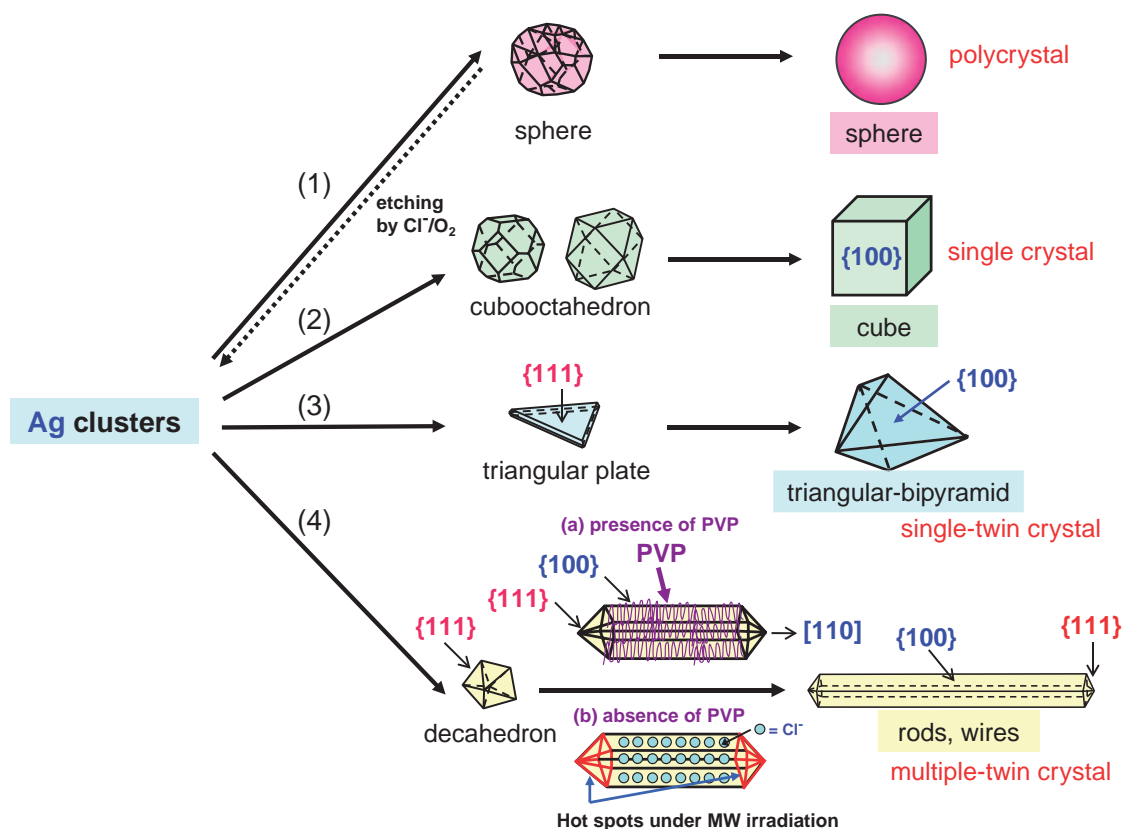 polycrystal
sphere
sphere
(1)
etching
by Cl⁻/O₂
{100}
single crystal
cubooctahedron
cube
(2)
{111}
{100}
(3)
Ag clusters
triangular plate
triangular-bipyramid
single-twin crystal
(4)
(a) presence of PVP
PVP
{100}
{111}
{111}
[110]
{100}
{111}
decahedron
(b) absence of PVP
= Cl⁻
rods, wires
multiple-twin crystal
Hot spots under MW irradiation